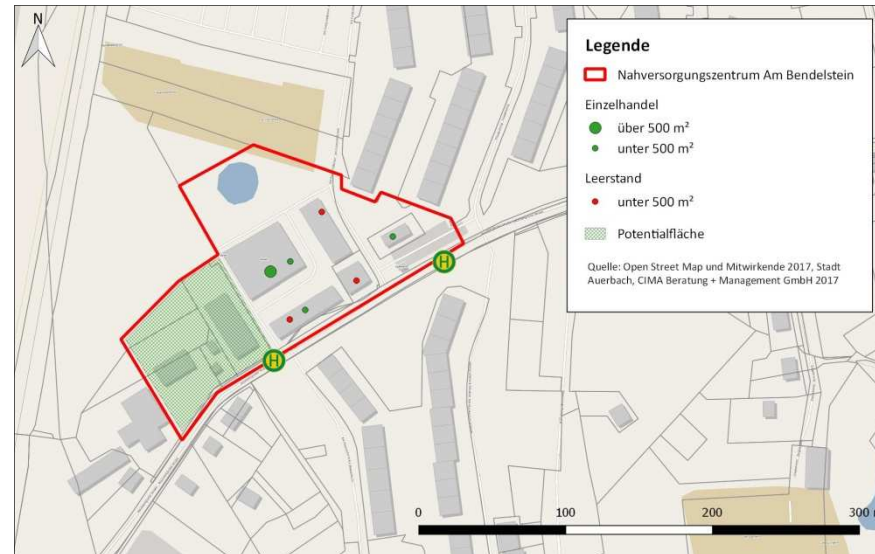 N
Legende
Nahversorgungszentrum Am Bendelstein
Einzelhandel
über 500 m²
unter 500 m²
Leerstand
unter 500 m²
Potentialfläche
Quelle: Open Street Map und Mitwirkende 2017, Stadt
Auerbach, CIMA Beratung + Management GmbH 2017
H
H
0
100
200
300